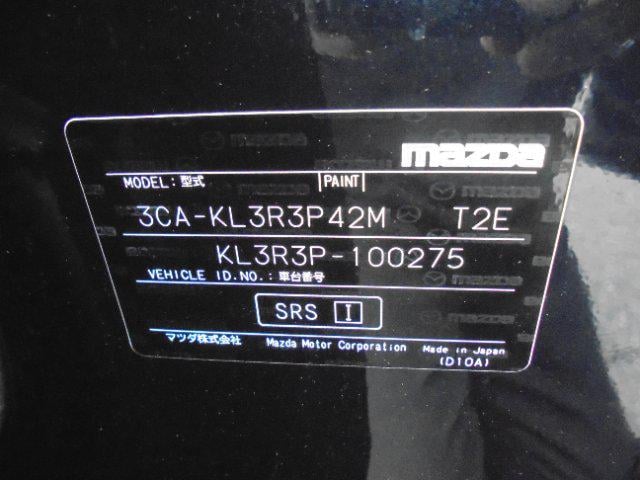 mazda
MODEL:型式 PAINT
3CA-KL3R3P42M T2E
KL3R3P-100275
VEHICLE ID.NO.:車台番号
SRS I
マツダ株式会社 Mazda Motor Corporation Made in Japan
(D10A)